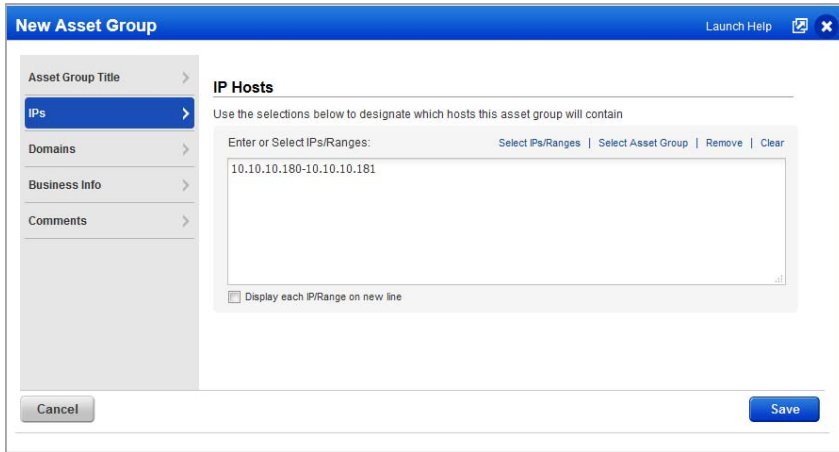 New Asset Group
Launch Help
Asset Group Title
IPs
Domains
Business Info
Comments
IP Hosts
Use the selections below to designate which hosts this asset group will contain
Enter or Select IPs/Ranges:
Select IPs/Ranges | Select Asset Group | Remove | Clear
10.10.10.180-10.10.10.181
Display each IP/Range on new line
Cancel
Save